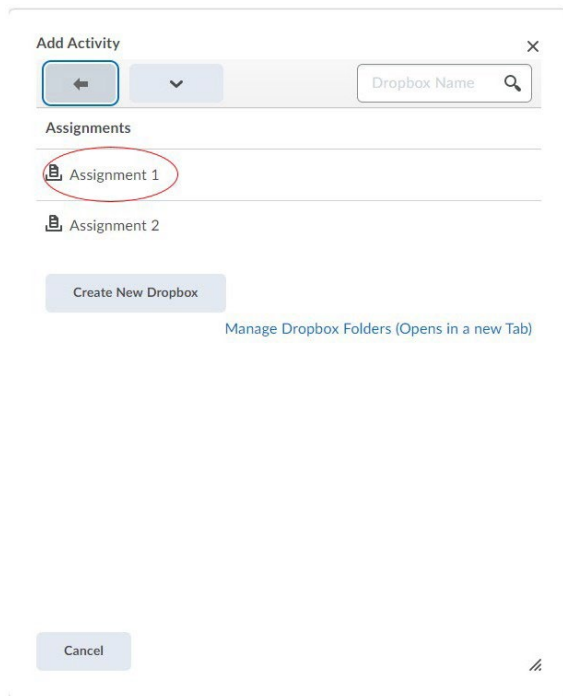 Add Activity
Dropbox Name
Assignments
Assignment 1
Assignment 2
Create New Dropbox
Manage Dropbox Folders (Opens in a new Tab)
Cancel